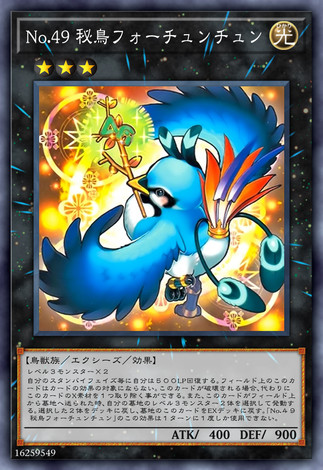 No.49 秘鳥フォーチュンチュン
光
【鳥獣族／エクシーズ／効果】
レベル３モンスター×２
自分のスタンバイフェイズ毎に自分は５００LP回復する。フィールド上のこのカ
ードはカードの効果の対象にならない。このカードが破壊される場合、代わりに
このカードのX素材を１つ取り除く事ができる。また、このカードがフィールド上
から墓地へ送られた時、自分の墓地のレベル３モンスター２体を選択して発動す
る。選択した２体をデッキに戻し、墓地のこのカードをEXデッキに戻す。「No.４９
秘鳥フォーチュンチュン」のこの効果は１ターンに１度しか使用できない。
ATK/ 400 DEF/ 900
16259549